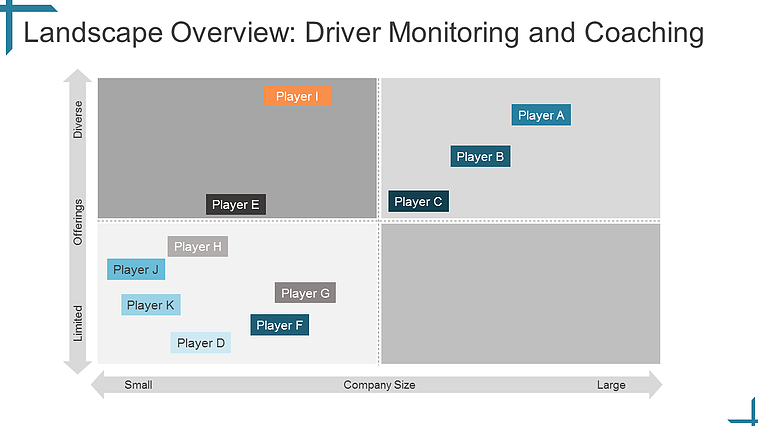 Landscape Overview: Driver Monitoring and Coaching
Diverse
Offerings
Limited
Player I
Player A
Player B
Player C
Player E
Player H
Player J
Player K
Player G
Player F
Player D
Small
Company Size
Large